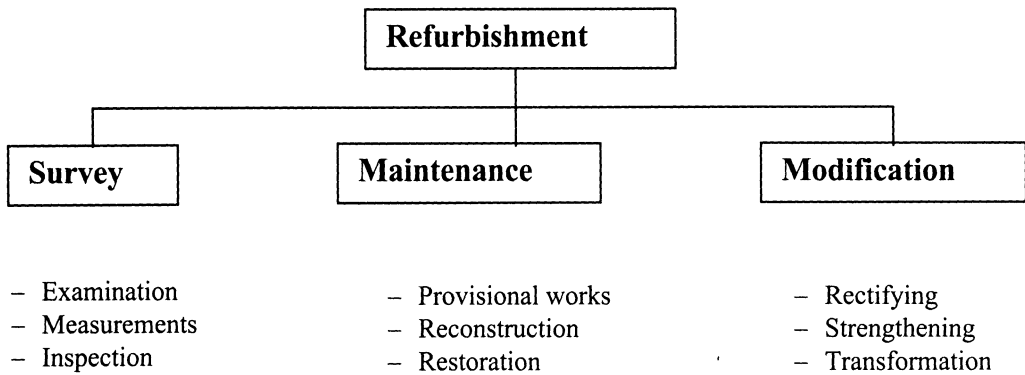 Refurbishment
Survey
Maintenance
Modification
– Examination
– Measurements
– Inspection
– Provisional works
– Reconstruction
– Restoration
– Rectifying
– Strengthening
– Transformation